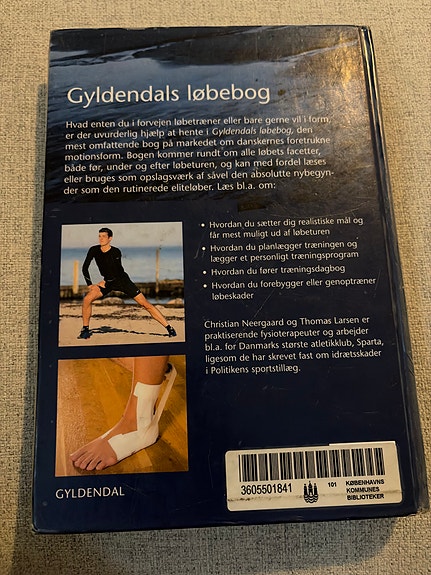 Gyldendals løbebog
Hvad enten du i forvejen løbetræner eller bare gerne vil i form,
er der uvurderlig hjælp at hente i Gyldendals løbebog, den
mest omfattende bog på markedet om danskernes foretrukne
motionsform. Bogen kommer rundt om alle løbets facetter,
både før, under og efter løbeturen, og kan med fordel læses
eller bruges som opslagsværk af såvel den absolutte nybegyn-
der som den rutinerede eliteløber. Læs bl.a. om:
• Hvordan du sætter dig realistiske mål og
får mest muligt ud af løbeturen
• Hvordan du planlægger træningen og
lægger et personligt træningsprogram
• Hvordan du fører træningsdagbog
• Hvordan du forebygger eller genoptræner
løbeskader
Christian Neergaard og Thomas Larsen er
praktiserende fysioterapeuter og arbejder
bl.a. for Danmarks største atletikklub, Sparta,
ligesom de har skrevet fast om idrætsskader
i Politikens sportstillæg.
GYLDENDAL
3605501841
101
KØBENHAVNS
KOMMUNES
BIBLIOTEKER